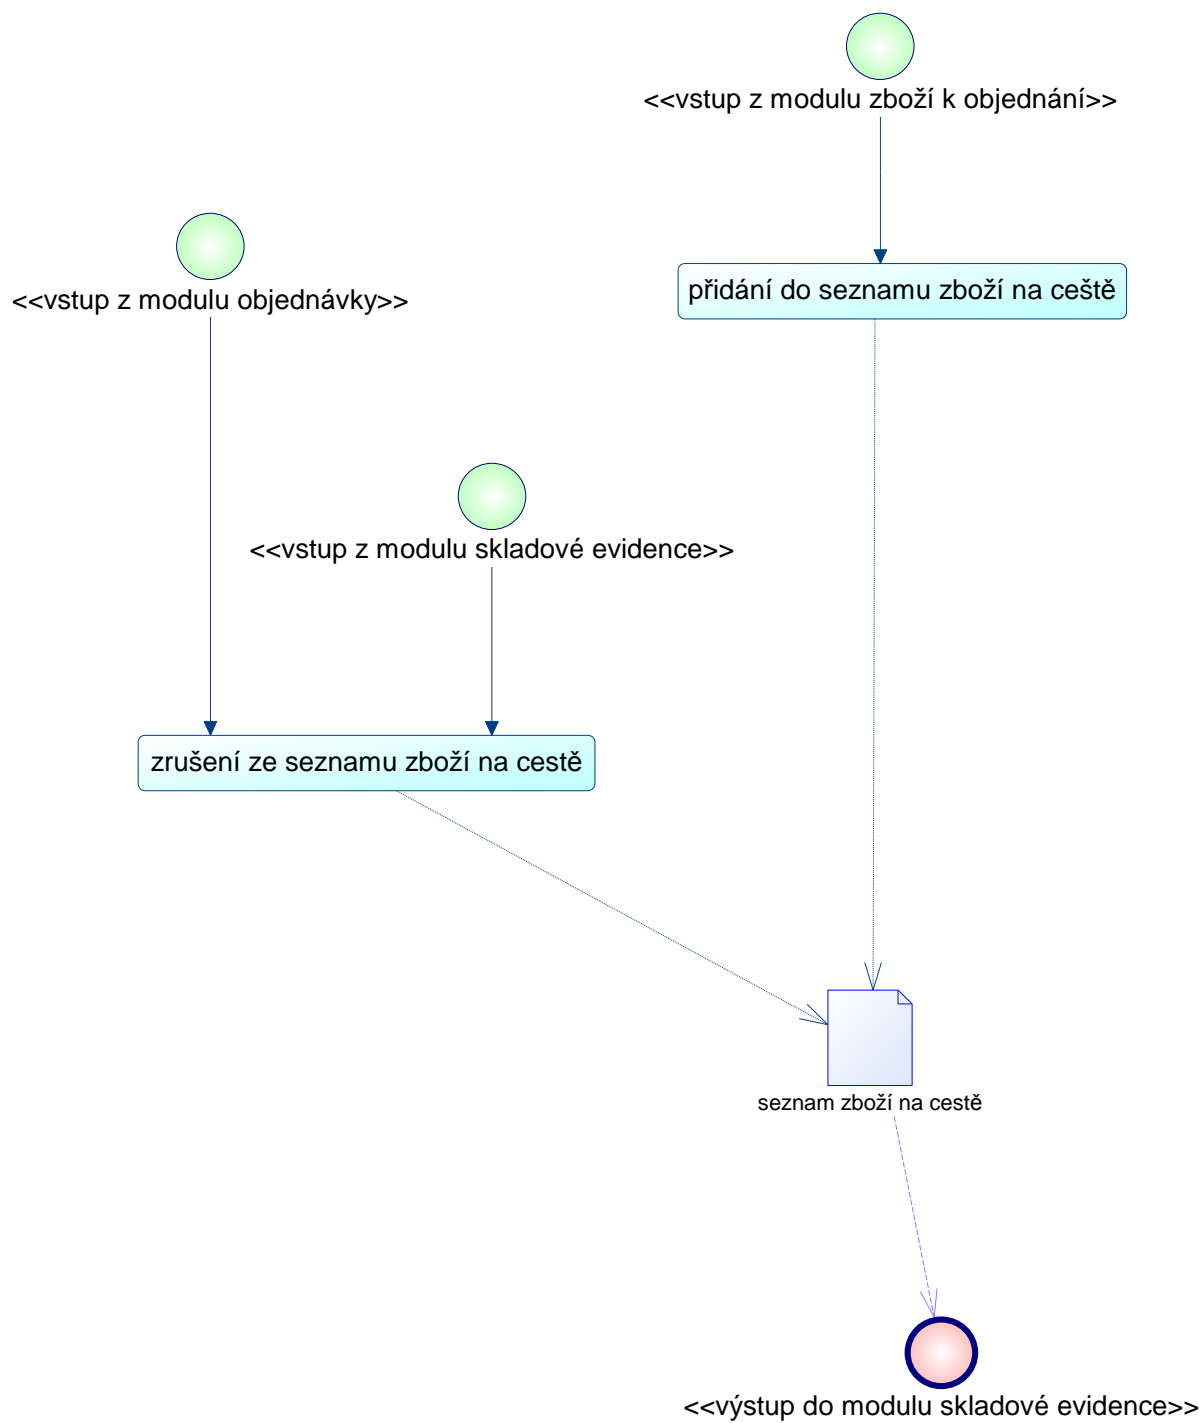 <<vstup z modulu zboží k objednání>>
přidání do seznamu zboží na ceště
<<vstup z modulu objednávky>>
<<vstup z modulu skladové evidence>>
zrušení ze seznamu zboží na cestě
seznam zboží na cestě
<<výstup do modulu skladové evidence>>